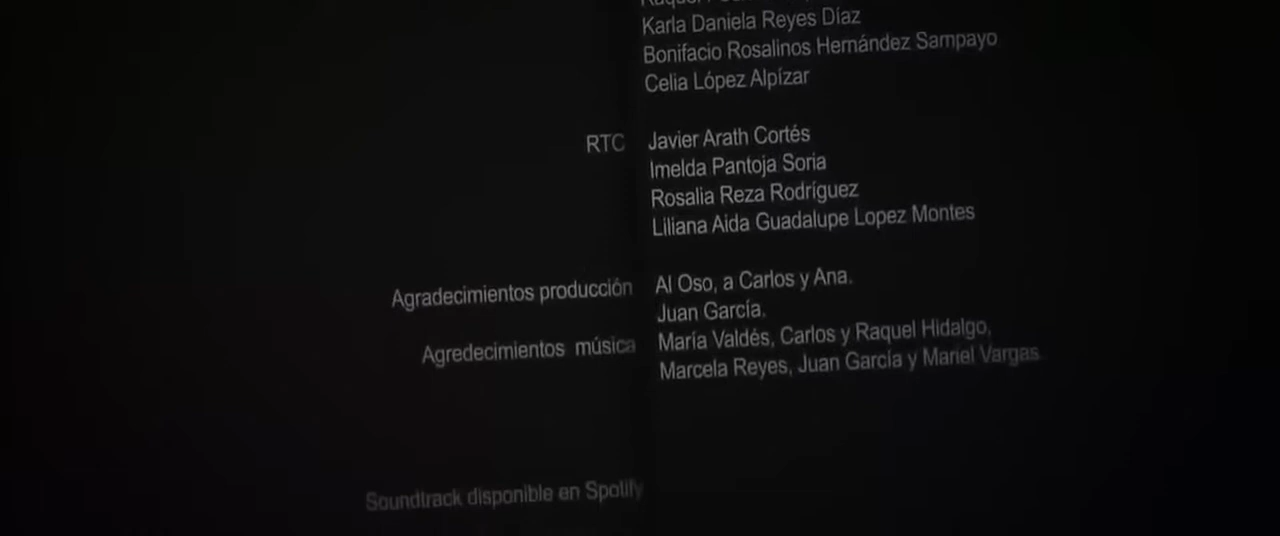 Karla Daniela Reyes Díaz
Bonifacio Rosalinos Hernández Sampayo
Celia López Alpízar
RTC Javier Arath Cortés
Imelda Pantoja Soria
Rosalia Reza Rodríguez
Liliana Aida Guadalupe Lopez Montes
Agradecimientos producción Al Oso, a Carlos y Ana.
Juan García.
Agredecimientos música María Valdés, Carlos y Raquel Hidalgo,
Marcela Reyes, Juan García y Mariel Vargas.
Soundtrack disponible en Spotify